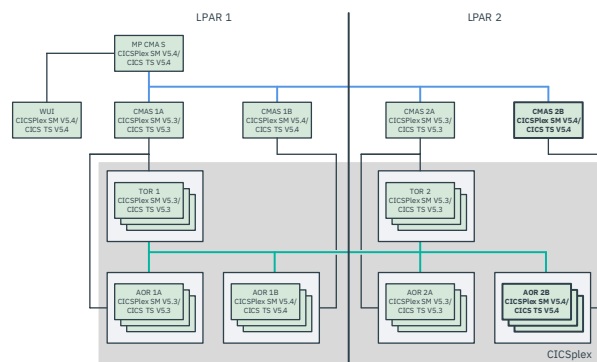 LPAR 1
LPAR 2
MP CMAS
CICSPlex SM V5.4/
CICS TS V5.4
WUI
CICSPlex SM V5.4/
CICS TS V5.4
CMAS 1A
CICSPlex SM V5.3/
CICS TS V5.3
CMAS 1B
CICSPlex SM V5.4/
CICS TS V5.4
CMAS 2A
CICSPlex SM V5.3/
CICS TS V5.3
CMAS 2B
CICSPlex SM V5.4/
CICS TS V5.4
TOR 1
CICSPlex SM V5.3/
CICS TS V5.3
TOR 2
CICSPlex SM V5.3/
CICS TS V5.3
AOR 1A
CICSPlex SM V5.3/
CICS TS V5.3
AOR 1B
CICSPlex SM V5.4/
CICS TS V5.4
AOR 2A
CICSPlex SM V5.3/
CICS TS V5.3
AOR 2B
CICSPlex SM V5.4/
CICS TS V5.4
CICSplex